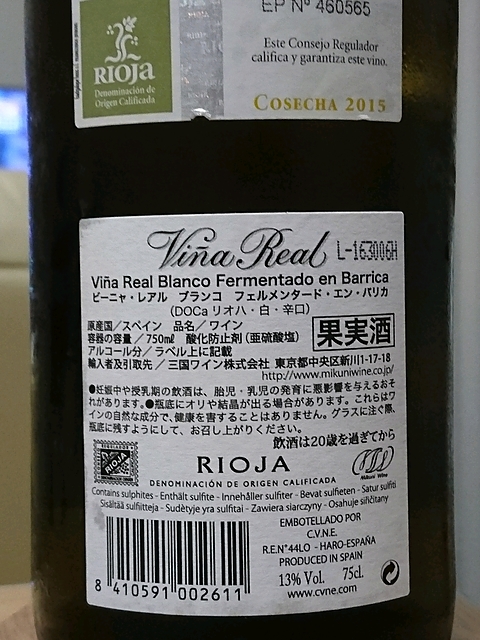 EP Nº 460565
Este Consejo Regulador
califica y garantiza este vino.
RIOJA
Denominación de
Origen Calificada
COSECHA 2015
Viña Real L-163006H
Viña Real Blanco Fermentado en Barrica
ビーニャ・レアル ブランコ フェルメンタード・エン・バリカ
(DOCa リオハ・白・辛口)
原産国/スペイン 品名/ワイン
容器の容量/750㎖ 酸化防止剤(亜硫酸塩)
果実酒
アルコール分/ラベル上に記載
輸入者及引取先/三国ワイン株式会社 東京都中央区新川1-17-18
http://www.mikuniwine.co.jp/
●妊娠中や授乳期の飲酒は、胎児・乳児の発育に悪影響を与えるおそ
れがあります。●瓶底にオリや結晶が出る場合があります。これらはワ
インの自然な成分で、健康を害することはありません。グラスに注ぐ際、
瓶底に残すようにして、お召し上がりください。
飲酒は20歳を過ぎてから
RIOJA
RIOJA
DENOMINACIÓN DE ORIGEN CALIFICADA
Mikuni Wine
Contains sulphites - Enthält sulfite - Innehåller sulfiter - Bevat sulfieten - Satur sulfīti
Sisältää sulfiitteja - Sudėtyje yra sulfitai - Zawiera siarczyny - Osahuje siřičitany
EMBOTELLADO POR
C.V.N.E.
R.E.N°44LO - HARO-ESPAÑA
PRODUCED IN SPAIN
13% Vol. 75cl.
www.cvne.com
8 410591 002611